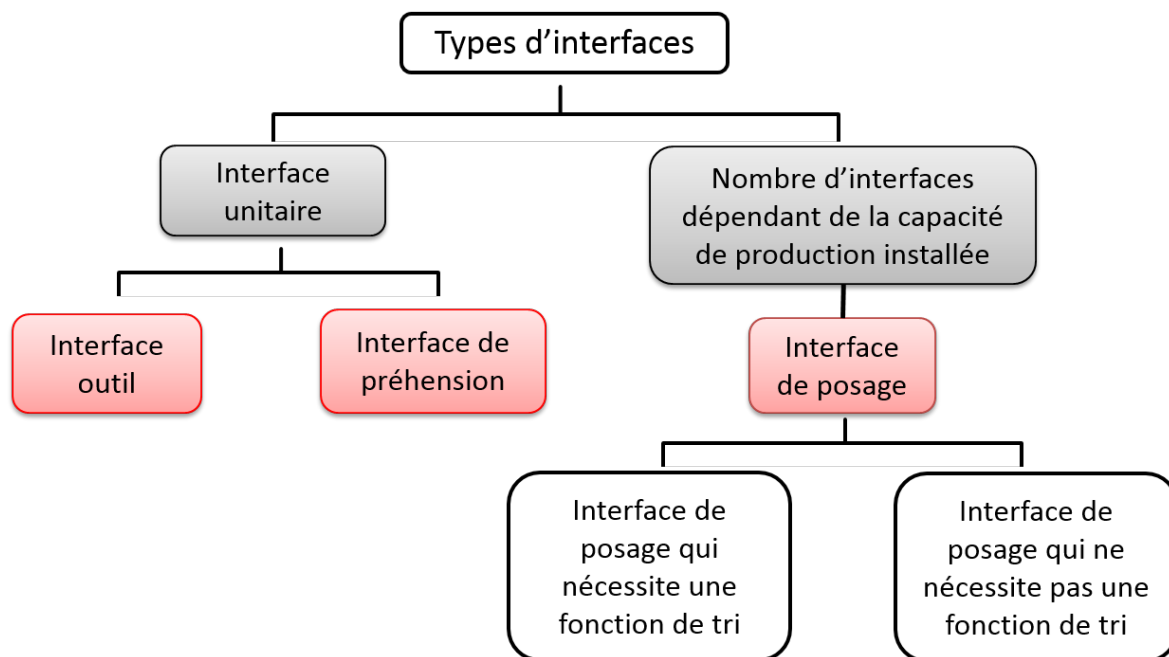 Types d’interfaces
Interface
unitaire
Nombre d’interfaces
dépendant de la capacité
de production installée
Interface
outil
Interface de
préhension
Interface
de posage
Interface de
posage qui
nécessite une
fonction de tri
Interface de
posage qui ne
nécessite pas une
fonction de tri